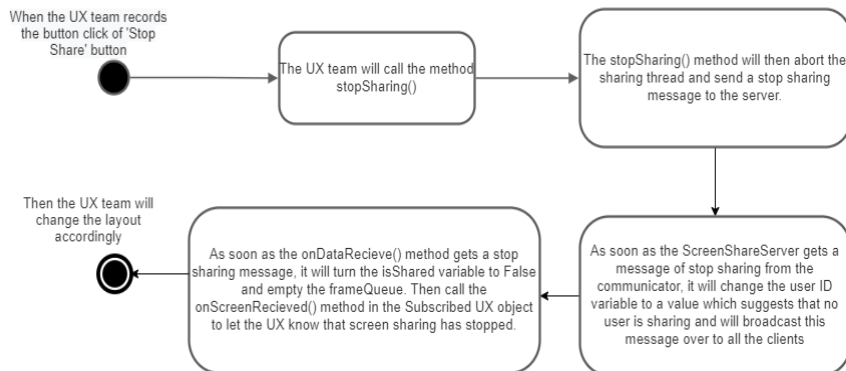 When the UX team records
the button click of 'Stop
Share' button
The UX team will call the method
stopSharing()
The stopSharing() method will then abort the
sharing thread and send a stop sharing
message to the server.
As soon as the ScreenShareServer gets a
message of stop sharing from the
communicator, it will change the user ID
variable to a value which suggests that no
user is sharing and will broadcast this
message over to all the clients
As soon as the onDataRecieve() method gets a stop
sharing message, it will turn the isShared variable to False
and empty the frameQueue. Then call the
onScreenRecieved() method in the Subscribed UX object
to let the UX know that screen sharing has stopped.
Then the UX team will
change the layout
accordingly